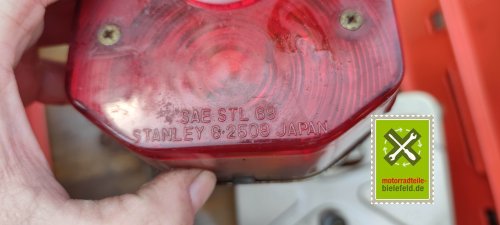 SAE STL 69
STANLEY 6·2509 JAPAN
motorradteile-
bielefeld.de